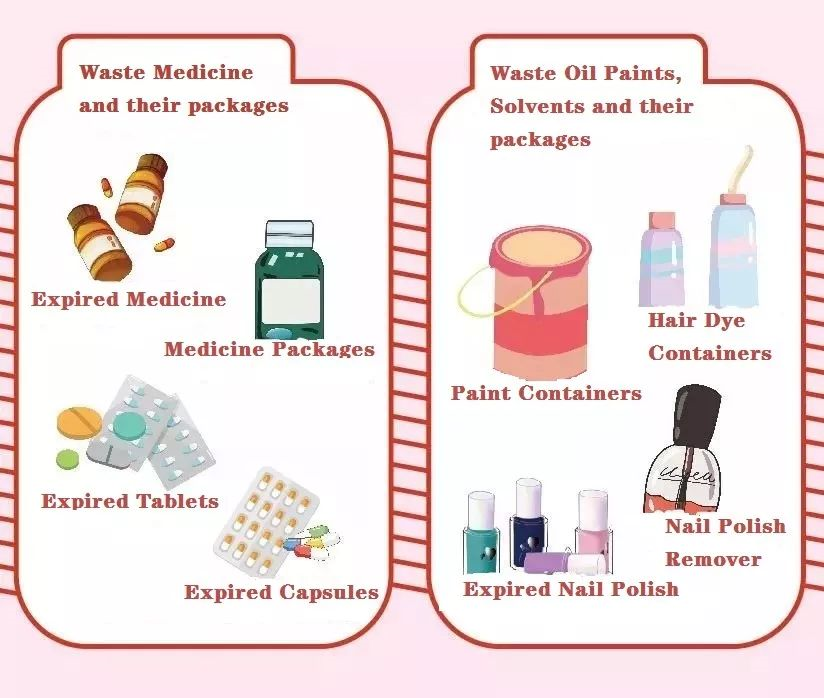 Waste Medicine
and their packages
Expired Medicine
Medicine Packages
Expired Tablets
Expired Capsules
Waste Oil Paints,
Solvents and their
packages
Hair Dye
Containers
Paint Containers
Nail Polish
Remover
Expired Nail Polish